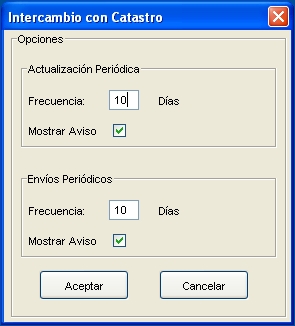 Intercambio con Catastro
Opciones
Actualización Periódica
Frecuencia: 10 Días
Mostrar Aviso
Envíos Periódicos
Frecuencia: 10 Días
Mostrar Aviso
Aceptar Cancelar